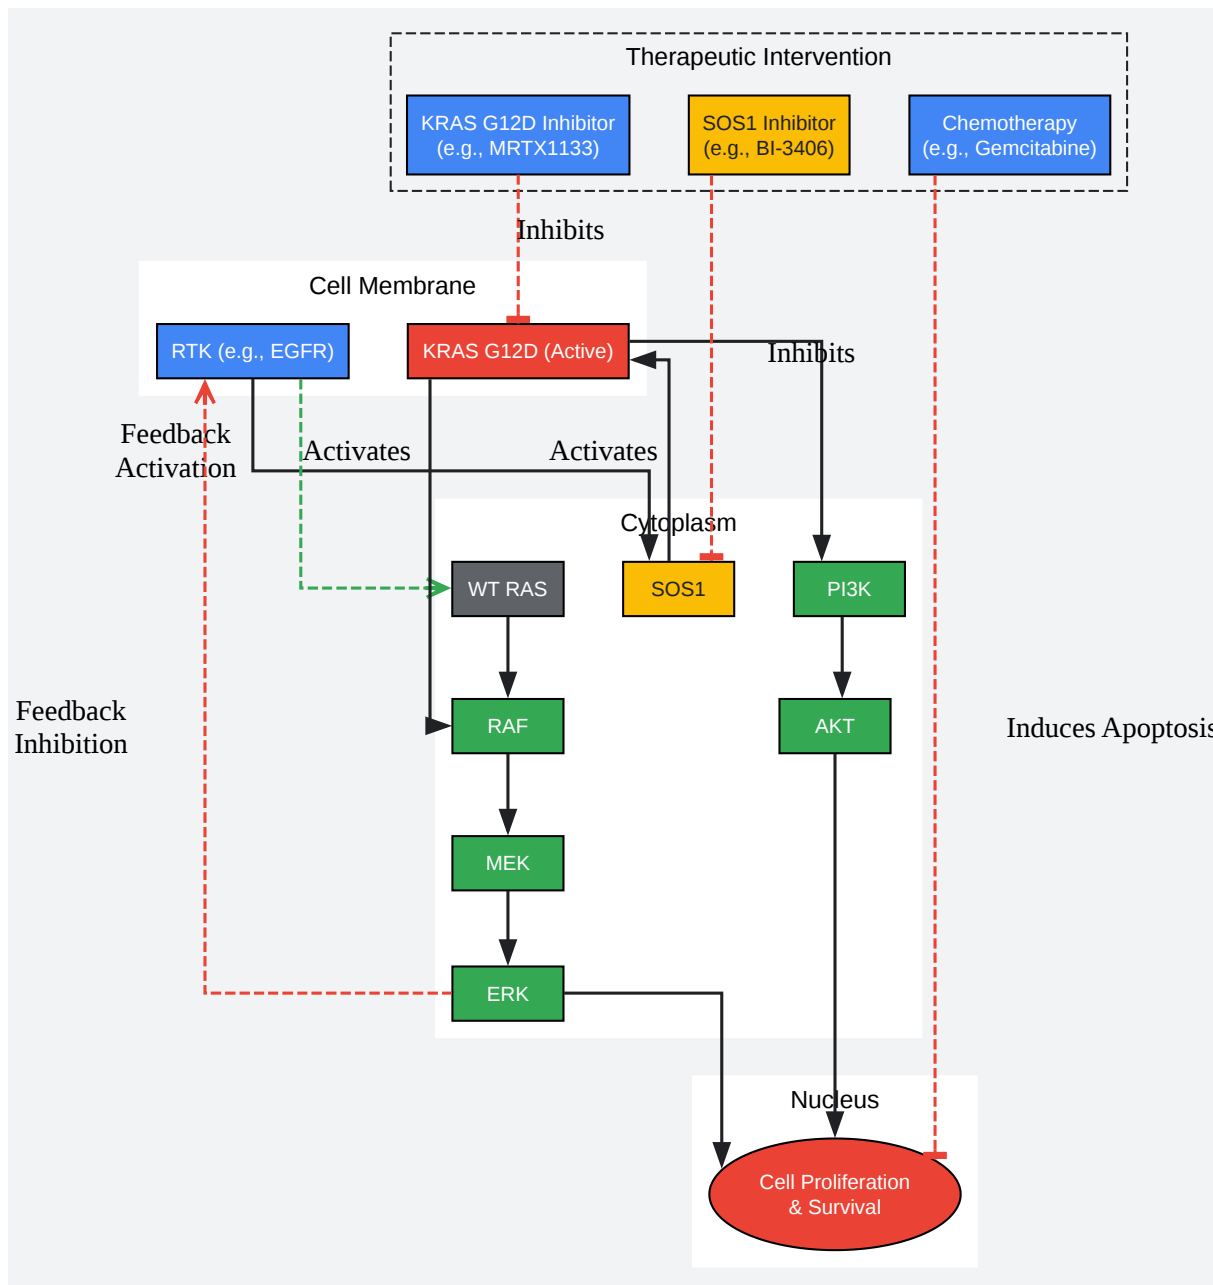 Therapeutic Intervention
KRAS G12D Inhibitor
(e.g., MRTX1133)
SOS1 Inhibitor
(e.g., BI-3406)
Chemotherapy
(e.g., Gemcitabine)
Inhibits
Cell Membrane
RTK (e.g., EGFR)
KRAS G12D (Active)
Inhibits
Feedback
Activation
Activates
Activates
Cytoplasm
WT RAS
SOS1
PI3K
Feedback
Inhibition
RAF
AKT
Induces Apoptosis
MEK
ERK
Nucleus
Cell Proliferation
& Survival